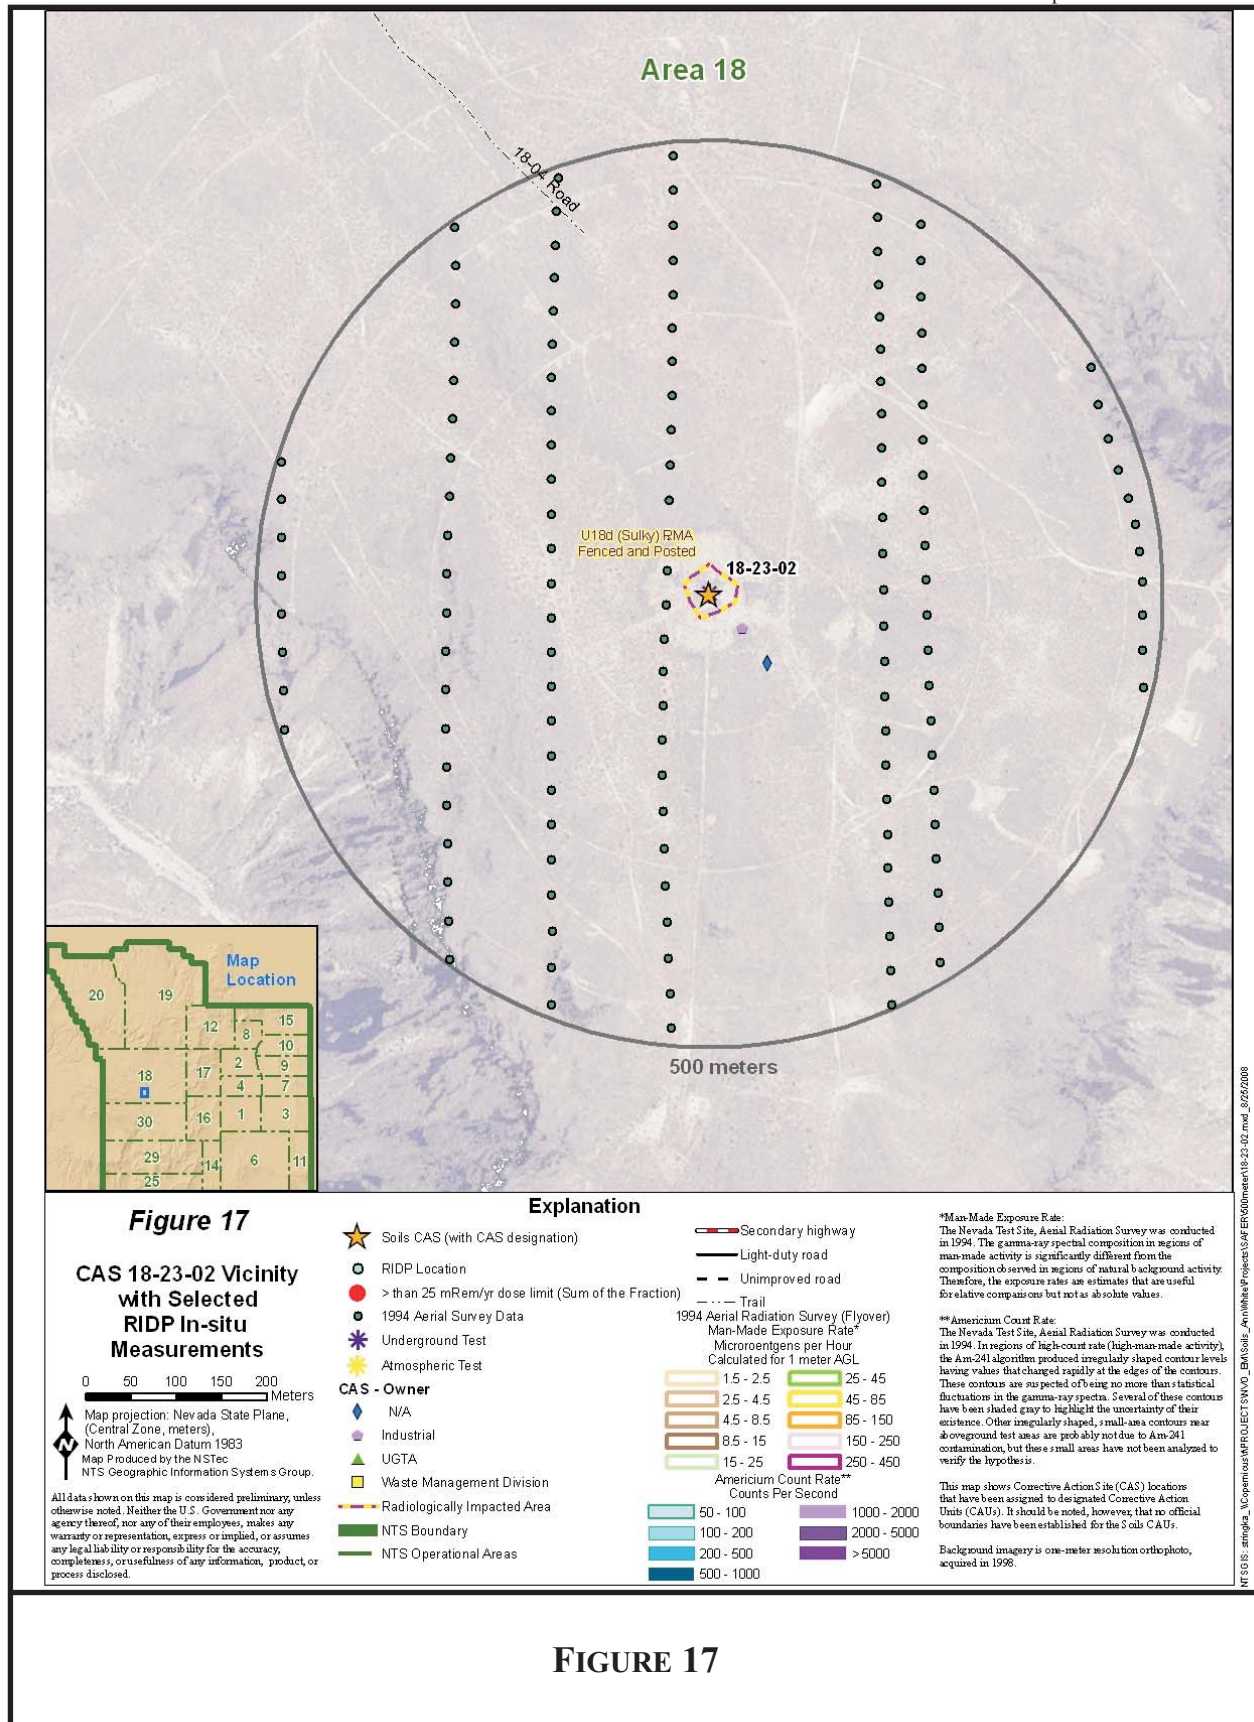 Area 18
18-04 Road
U18d (Sulky) RMA
Fenced and Posted
18-23-02
500 meters
Map
Location
20
19
12
8
15
10
2
9
18
17
4
7
30
16
1
3
29
14
6
11
25
Figure 17
CAS 18-23-02 Vicinity
with Selected
RIDP In-situ
Measurements
0 50 100 150 200
Meters
N
Map projection: Nevada State Plane,
(Central Zone, meters),
North American Datum 1983
Map Produced by the NSTec
NTS Geographic Information Systems Group.
All data shown on this map is considered preliminary, unless
otherwise noted. Neither the U.S. Government nor any
agency thereof, nor any of their employees, makes any
warranty or representation, express or implied, or assumes
any legal liability or responsibility for the accuracy,
completeness, or usefulness of any information, product, or
process disclosed.
Explanation
Soils CAS (with CAS designation)
RIDP Location
> than 25 mRem/yr dose limit (Sum of the Fraction)
1994 Aerial Survey Data
Underground Test
Atmospheric Test
CAS - Owner
N/A
Industrial
UGTA
Waste Management Division
Radiologically Impacted Area
NTS Boundary
NTS Operational Areas
Secondary highway
Light-duty road
Unimproved road
Trail
1994 Aerial Radiation Survey (Flyover)
Man-Made Exposure Rate*
Microroentgens per Hour
Calculated for 1 meter AGL
1.5 - 2.5
2.5 - 4.5
4.5 - 8.5
8.5 - 15
15 - 25
25 - 45
45 - 85
85 - 150
150 - 250
250 - 450
Americium Count Rate**
Counts Per Second
50 - 100
100 - 200
200 - 500
500 - 1000
1000 - 2000
2000 - 5000
>5000
*Man-Made Exposure Rate:
The Nevada Test Site, Aerial Radiation Survey was conducted
in 1994. The gamma-ray spectral composition in regions of
man-made activity is significantly different from the
composition observed in regions of natural background activity.
Therefore, the exposure rates are estimates that are useful
for relative comparisons but not as absolute values.
**Americium Count Rate:
The Nevada Test Site, Aerial Radiation Survey was conducted
in 1994. In regions of high-count rate (high-man-made activity),
the Am-241 algorithm produced irregularly shaped contour levels
having values that changed rapidly at the edges of the contours.
These contours are suspected of being no more than statistical
fluctuations in the gamma-ray spectra. Several of these contours
have been shaded gray to highlight the uncertainty of their
existence. Other irregularly shaped, small-area contours near
aboveground test areas are probably not due to Am-241
contamination, but these small areas have not been analyzed to
verify the hypothesis.
This map shows Corrective Action Site (CAS) locations
that have been assigned to designated Corrective Action
Units (CAUs). It should be noted, however, that no official
boundaries have been established for the Soils CAUs.
Background imagery is one-meter resolution orthophoto,
acquired in 1998.
FIGURE 17